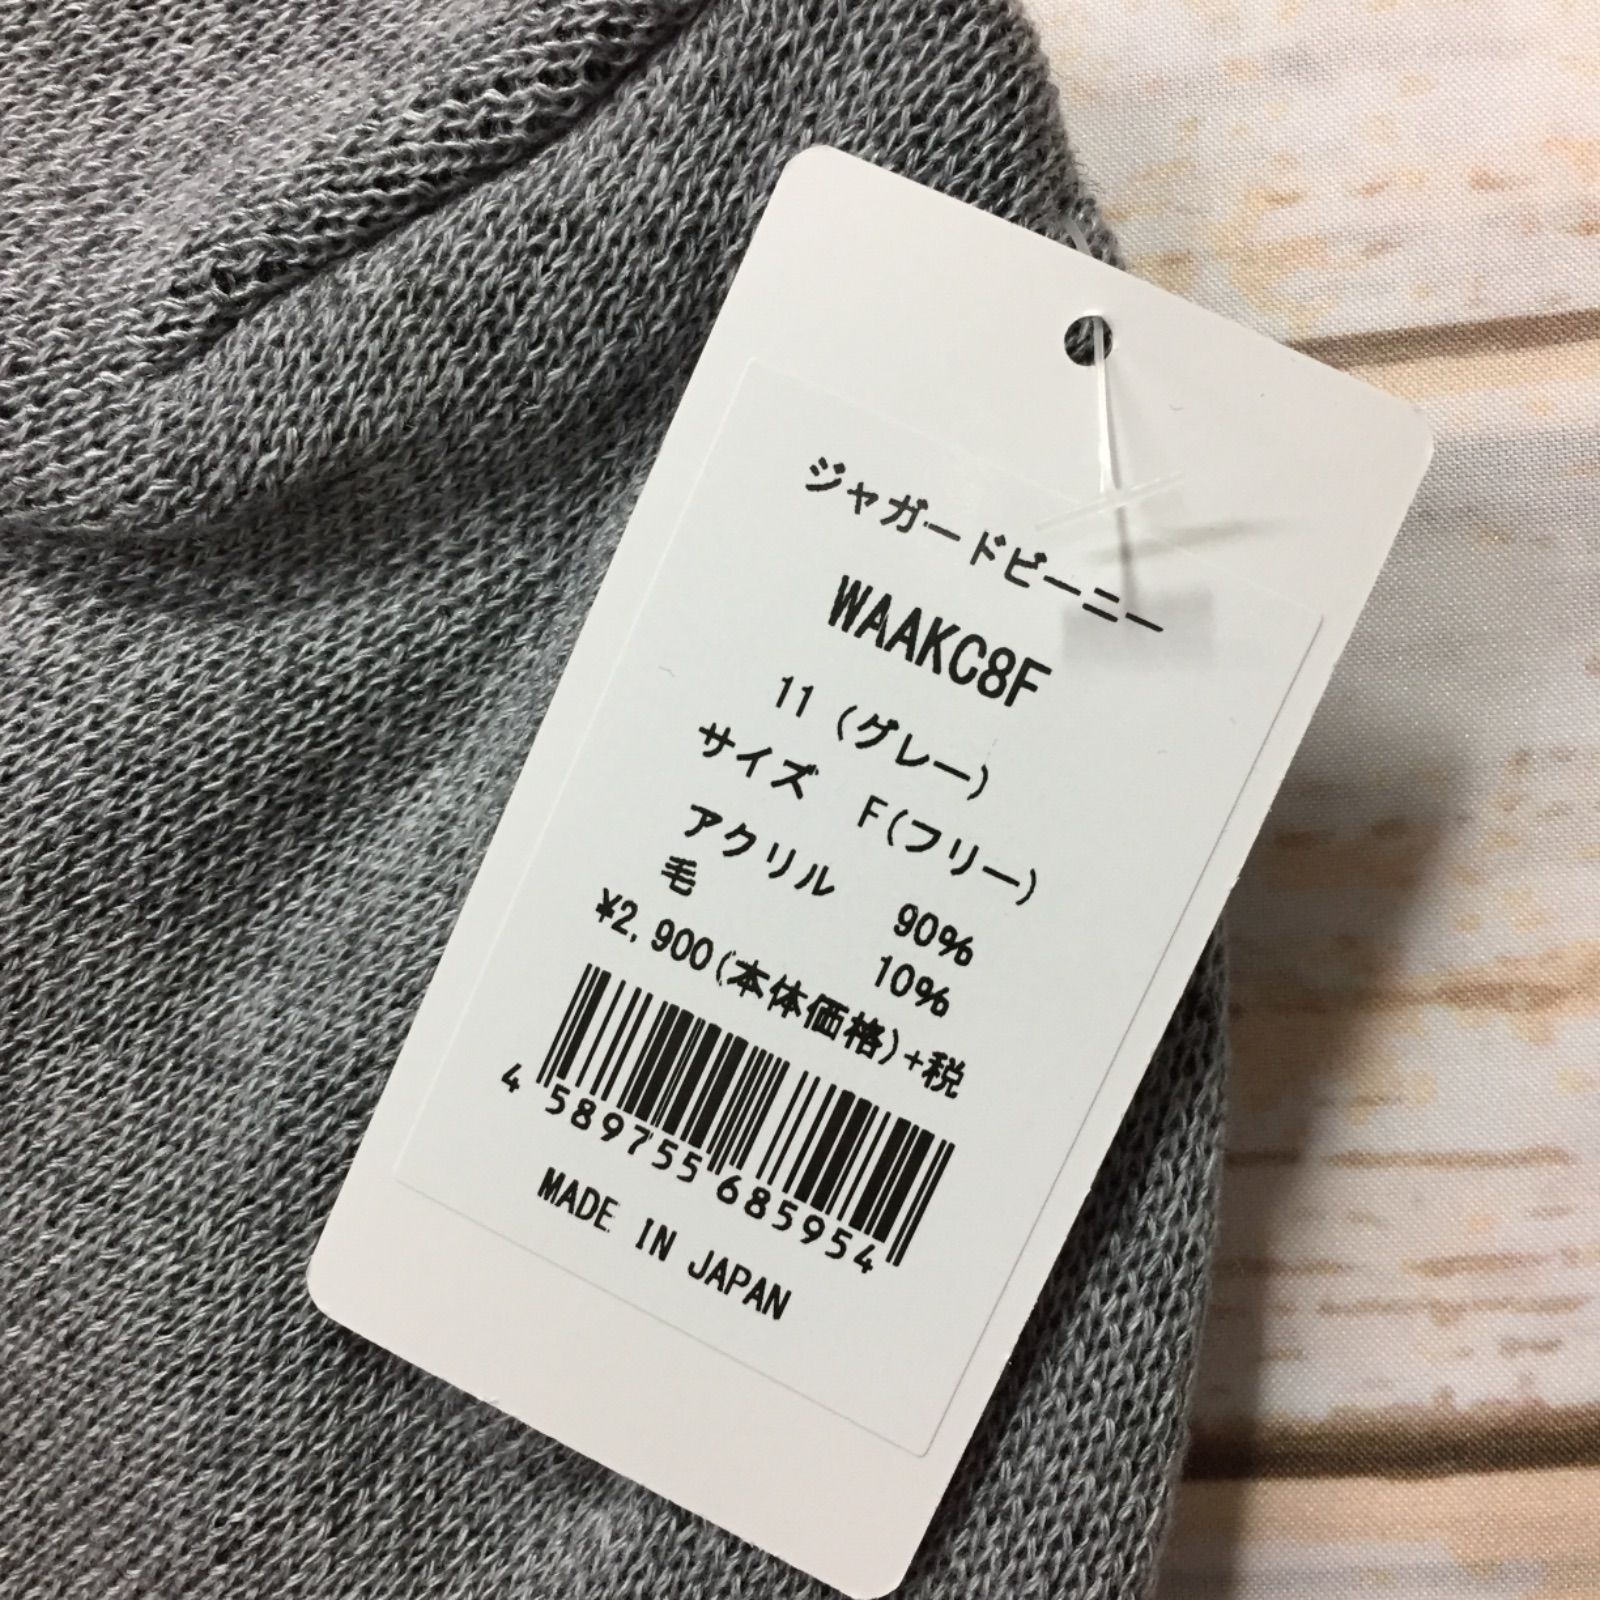 ジャガードビーニー
WAAKC8F
11 (グレー)
サイズ F(フリー)
アクリル 90%
毛 10%
¥2,900(本体価格)+税
4 589755 685954
MADE IN JAPAN